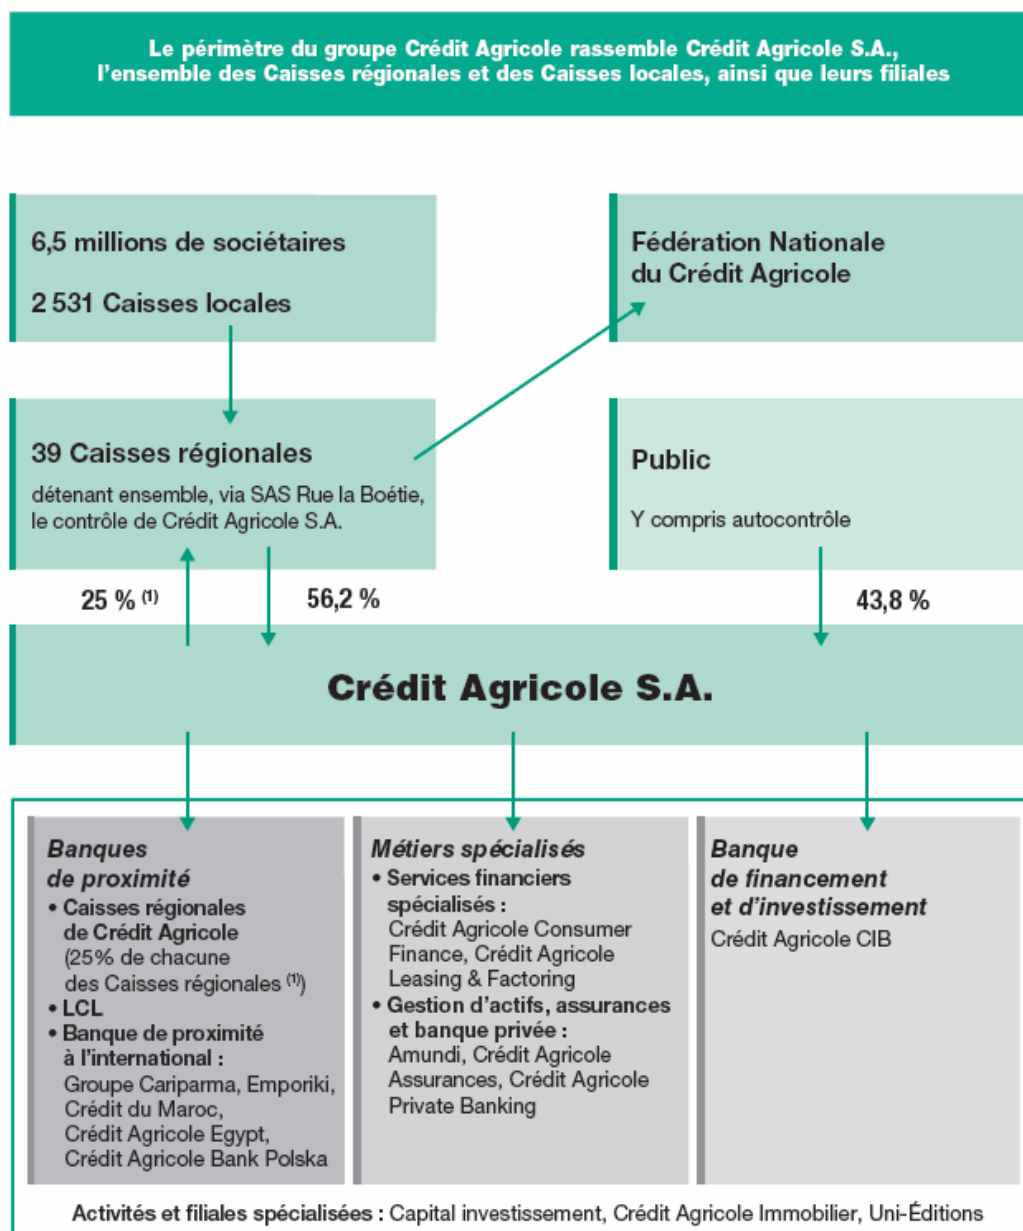 Le périmètre du groupe Crédit Agricole rassemble Crédit Agricole S.A.,
l'ensemble des Caisses régionales et des Caisses locales, ainsi que leurs filiales
6,5 millions de sociétaires
2 531 Caisses locales
Fédération Nationale
du Crédit Agricole
39 Caisses régionales
détenant ensemble, via SAS Rue la Boétie,
le contrôle de Crédit Agricole S.A.
Public
Y compris autocontrôle
25 % (1)
56,2 %
43,8 %
Crédit Agricole S.A.
Banques
de proximité
• Caisses régionales
de Crédit Agricole
(25% de chacune
des Caisses régionales (1))
• LCL
• Banque de proximité
à l'international :
Groupe Cariparma, Emporiki,
Crédit du Maroc,
Crédit Agricole Egypt,
Crédit Agricole Bank Polska
Métiers spécialisés
• Services financiers
spécialisés :
Crédit Agricole Consumer
Finance, Crédit Agricole
Leasing & Factoring
• Gestion d'actifs, assurances
et banque privée :
Amundi, Crédit Agricole
Assurances, Crédit Agricole
Private Banking
Banque
de financement
et d'investissement
Crédit Agricole CIB
Activités et filiales spécialisées : Capital investissement, Crédit Agricole Immobilier, Uni-Éditions